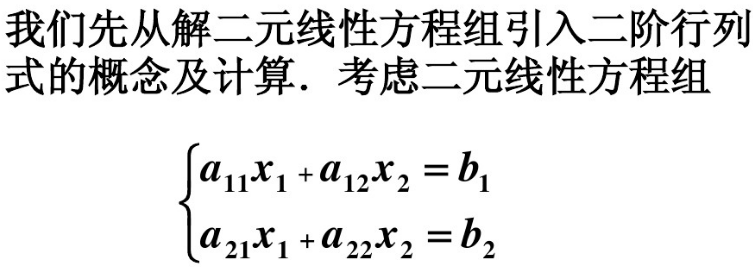 我们先从解二元线性方程组引入二阶行列
式的概念及计算．考虑二元线性方程组
a₁₁x₁ + a₁₂x₂ = b₁
a₂₁x₁ + a₂₂x₂ = b₂